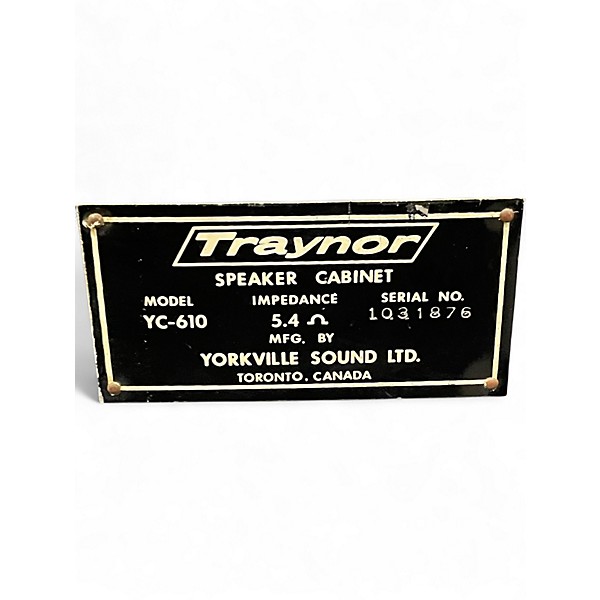 Traynor
SPEAKER CABINET
MODEL IMPEDANCE SERIAL NO.
YC-610 5.4 Ω 1031876
MFG. BY
YORKVILLE SOUND LTD.
TORONTO, CANADA